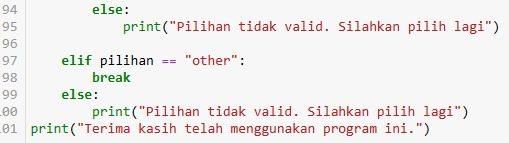 94 else:
95 print("Pilihan tidak valid. Silahkan pilih lagi")
96
97 elif pilihan == "other":
98 break
99 else:
00 print("Pilihan tidak valid. Silahkan pilih lagi")
01 print("Terima kasih telah menggunakan program ini.")